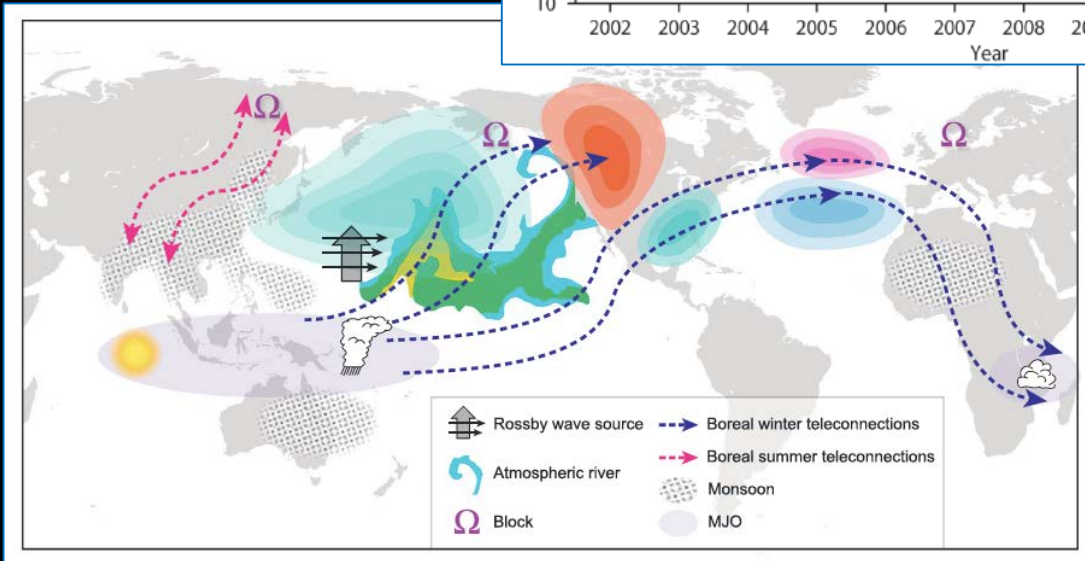 10
2002 2003 2004 2005 2006 2007 2008
Year
Ω Ω Ω
Rossby wave source
Atmospheric river
Ω Block
Boreal winter teleconnections
Boreal summer teleconnections
Monsoon
MJO